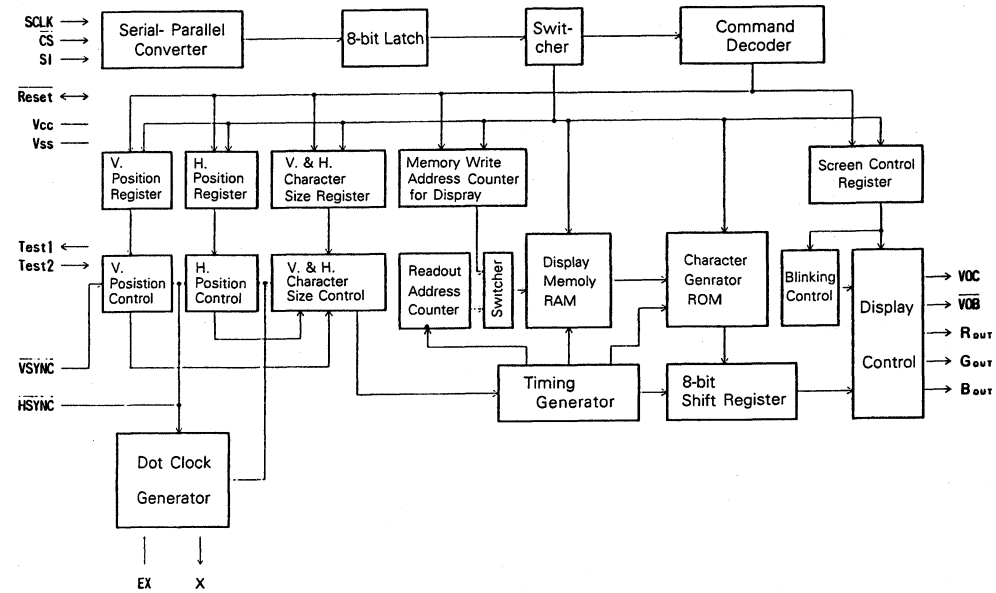 SCLK
CS
SI
Serial- Parallel
Converter
8-bit Latch
Swit-
cher
Command
Decoder
Reset
Vcc
Vss
V.
Position
Register
H.
Position
Register
V. & H.
Character
Size Register
Memory Write
Address Counter
for Dispray
Screen Control
Register
Test1
Test2
V.
Posistion
Control
H.
Position
Control
V. & H.
Character
Size Control
Readout
Address
Counter
Switcher
Display
Memoly
RAM
Character
Genrator
ROM
Blinking
Control
Display
Control
VOC
VOB
ROUT
GOUT
BOUT
VSYNC
HSYNC
Timing
Generator
8-bit
Shift Register
Dot Clock
Generator
EX
X